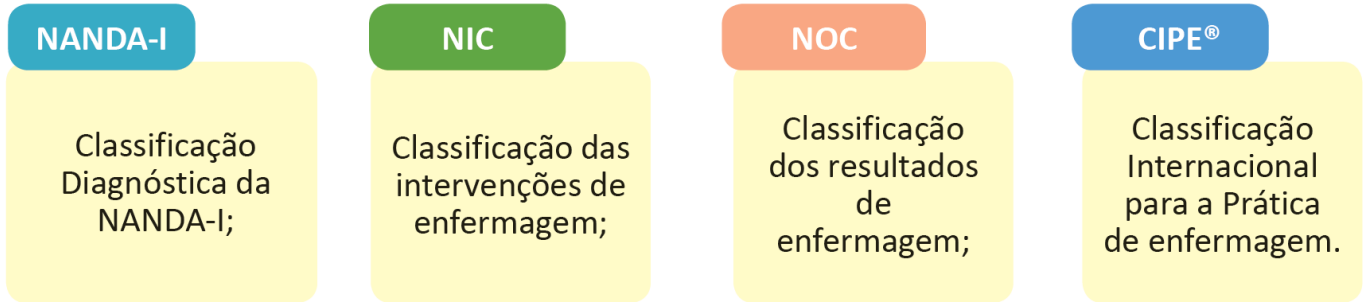 NANDA-I
Classificação
Diagnóstica da
NANDA-I;
NIC
Classificação das
intervenções de
enfermagem;
NOC
Classificação
dos resultados
de
enfermagem;
CIPE®
Classificação
Internacional
para a Prática
de enfermagem.